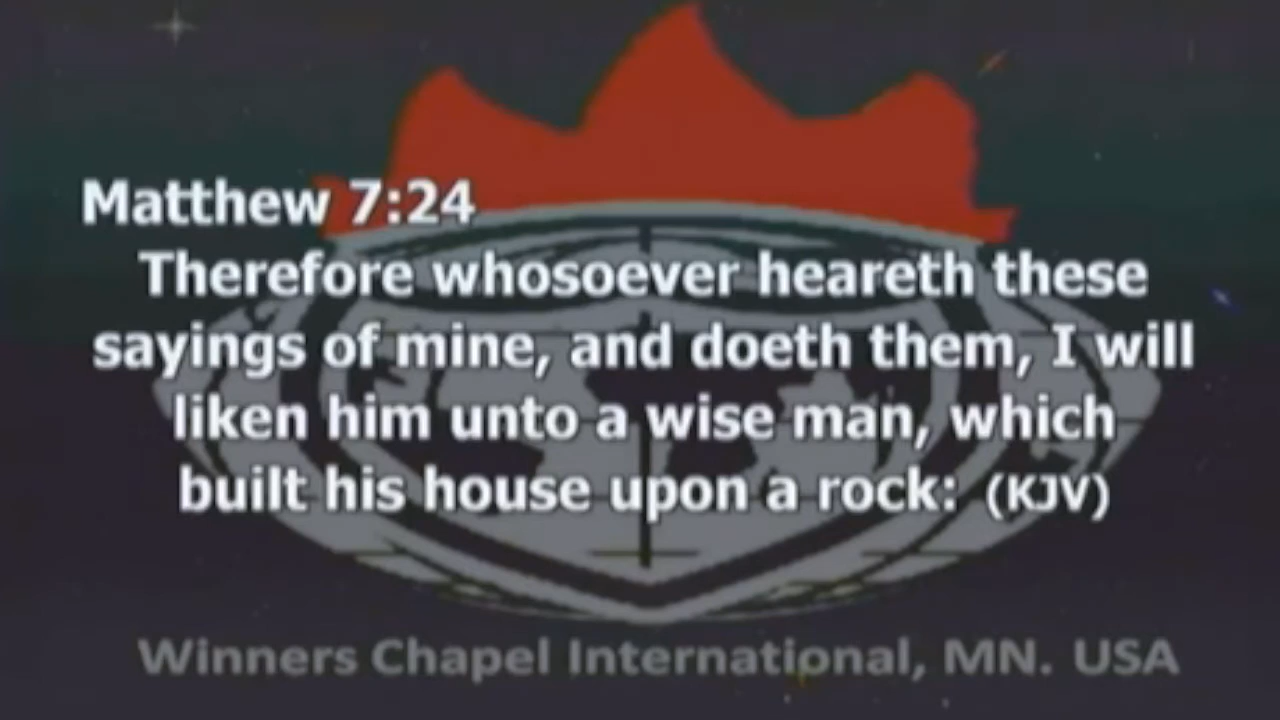 Matthew 7:24
Therefore whosoever heareth these
sayings of mine, and doeth them, I will
liken him unto a wise man, which
built his house upon a rock: (KJV)
Winners Chapel International, MN. USA